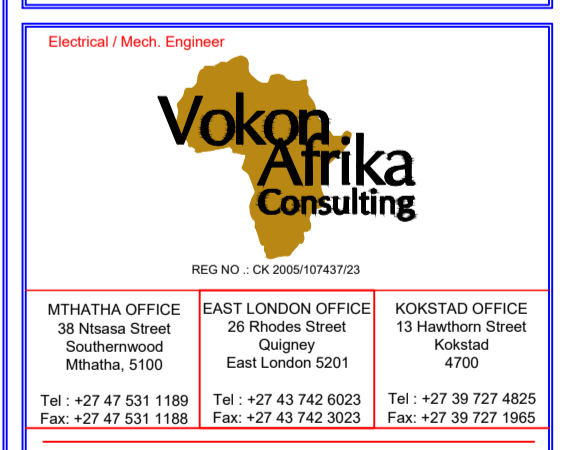 Electrical / Mech. Engineer
Vokon
Afrika
Consulting
REG NO .: CK 2005/107437/23
MTHATHA OFFICE
38 Ntsasa Street
Southernwood
Mthatha, 5100
Tel : +27 47 531 1189
Fax: +27 47 531 1188
EAST LONDON OFFICE
26 Rhodes Street
Quigney
East London 5201
Tel : +27 43 742 6023
Fax: +27 43 742 3023
KOKSTAD OFFICE
13 Hawthorn Street
Kokstad
4700
Tel : +27 39 727 4825
Fax: +27 39 727 1965